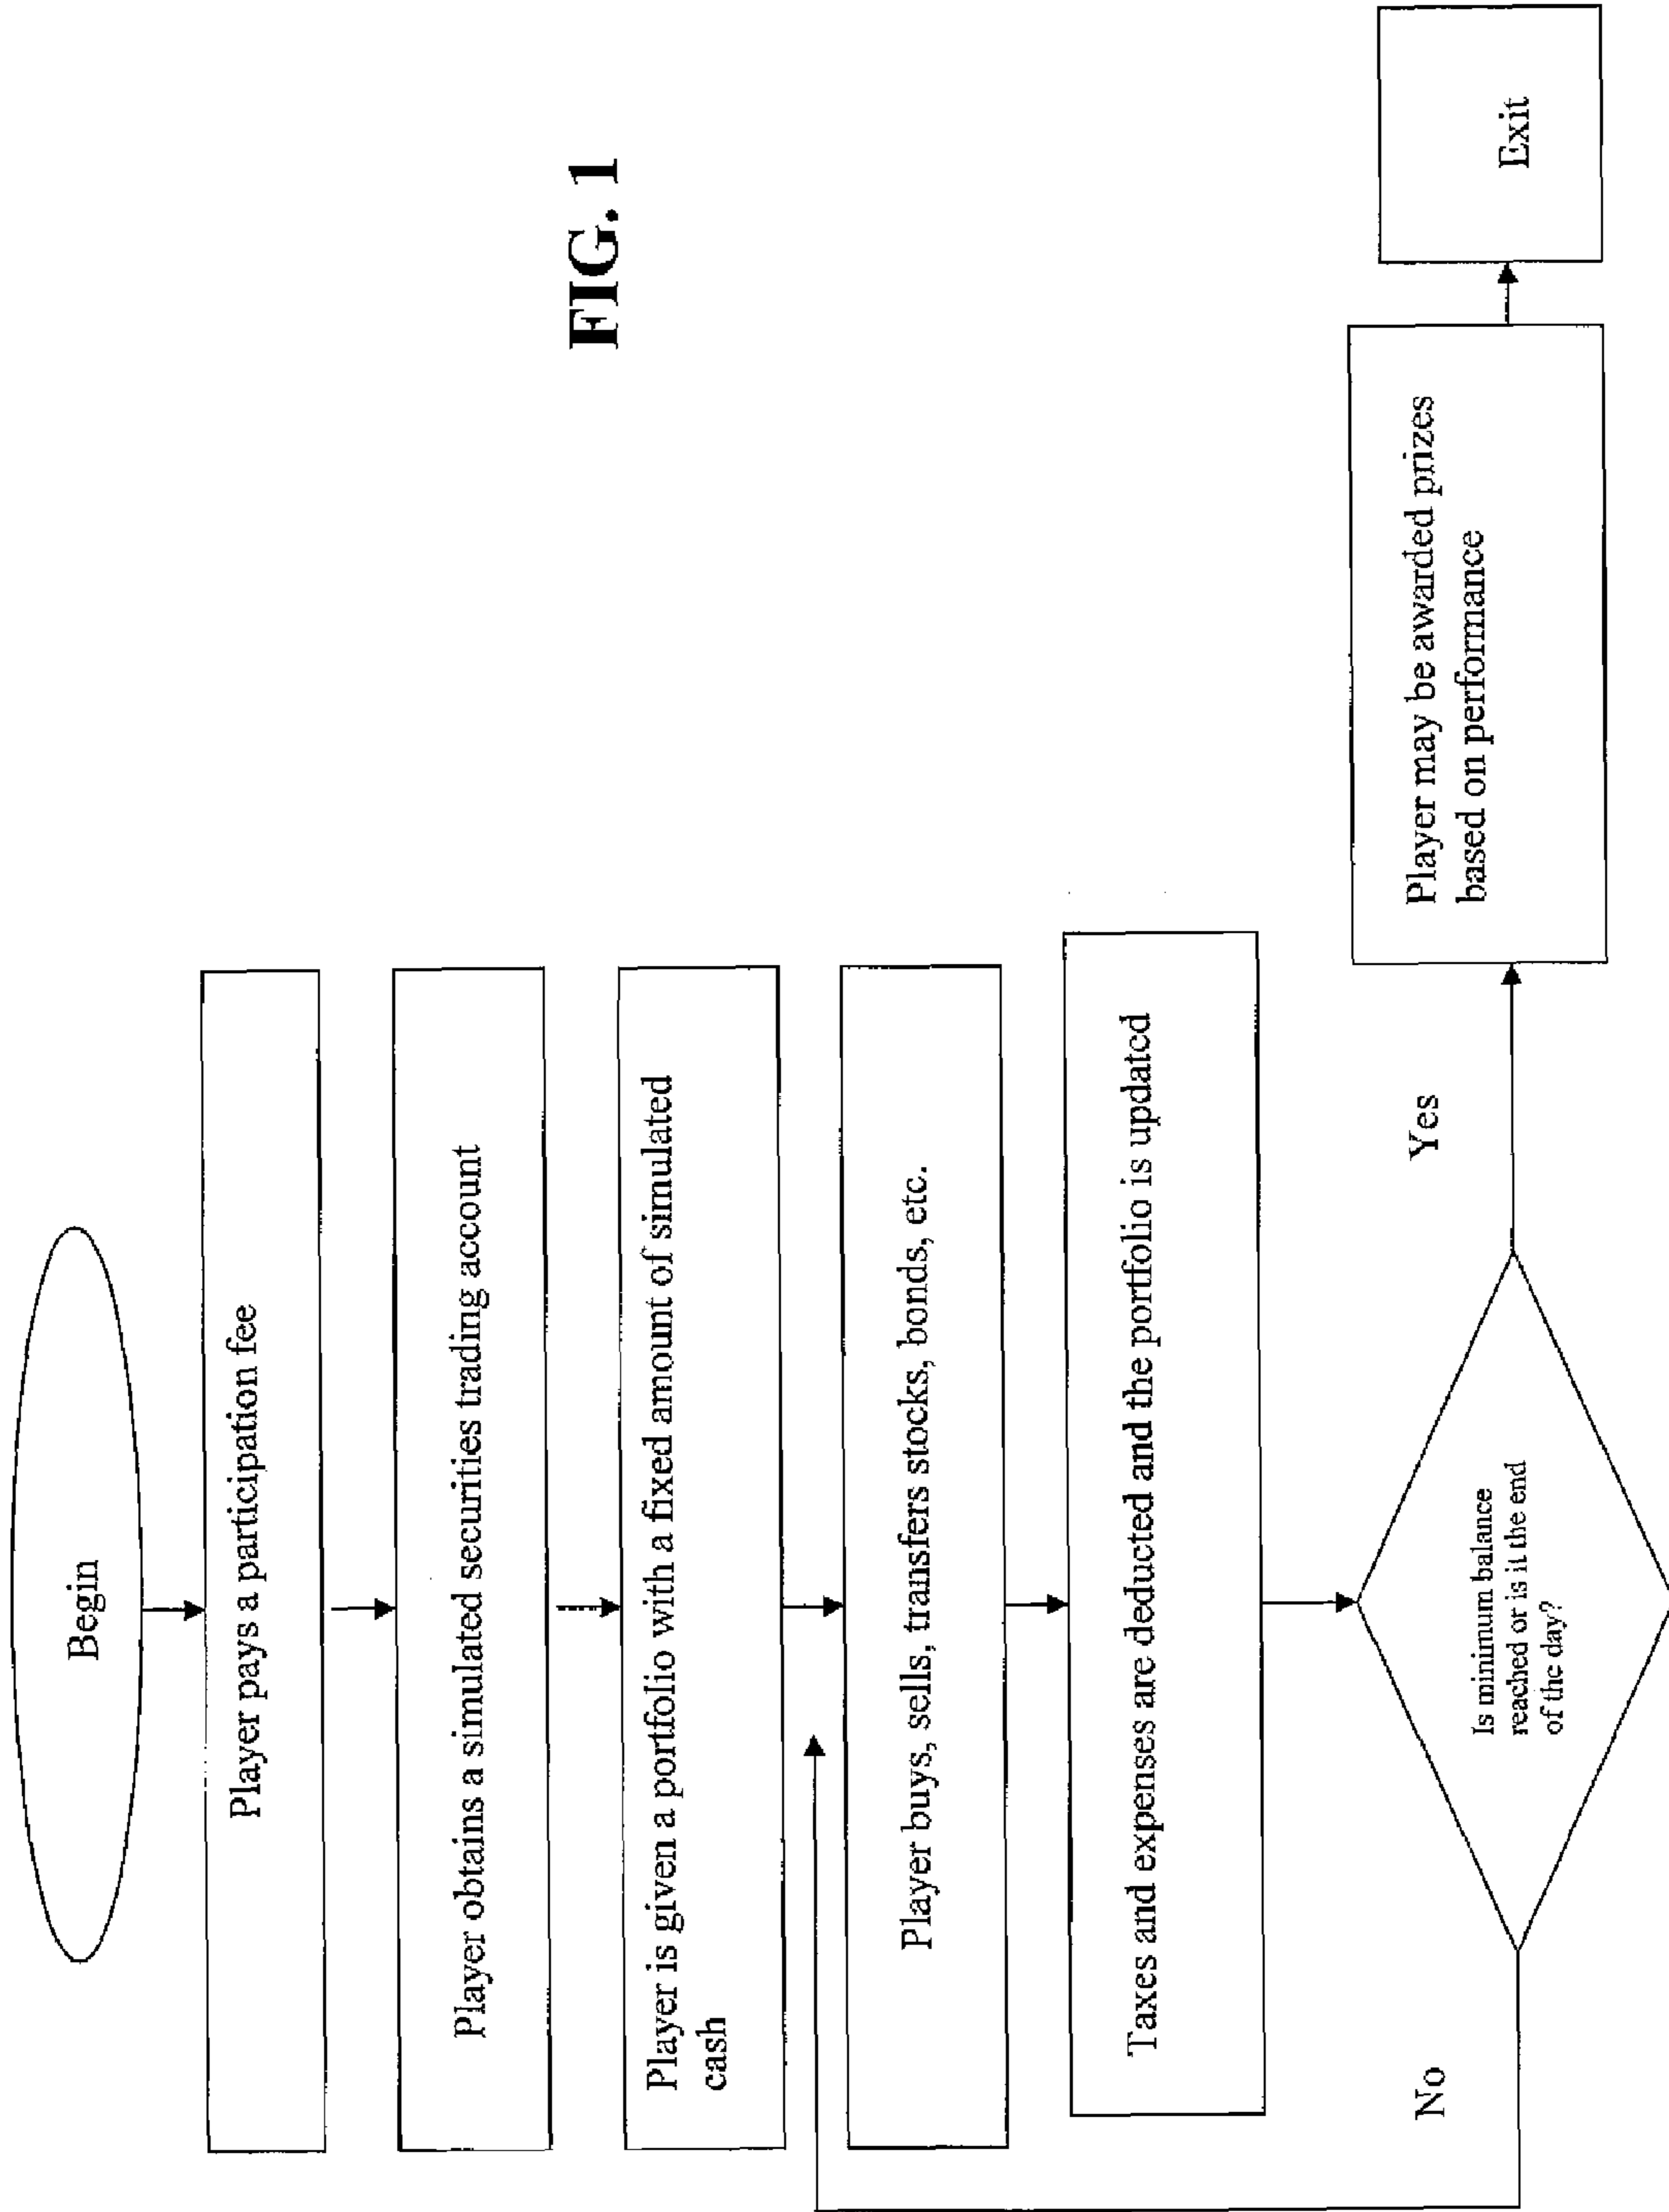 Begin
Player pays a participation fee
Player obtains a simulated securities trading account
Player is given a portfolio with a fixed amount of simulated
cash
Player buys, sells, transfers stocks, bonds, etc.
Taxes and expenses are deducted and the portfolio is updated
Is minimum balance
reached or is it the end
of the day?
No
Yes
Player may be awarded prizes
based on performance
Exit
FIG. 1